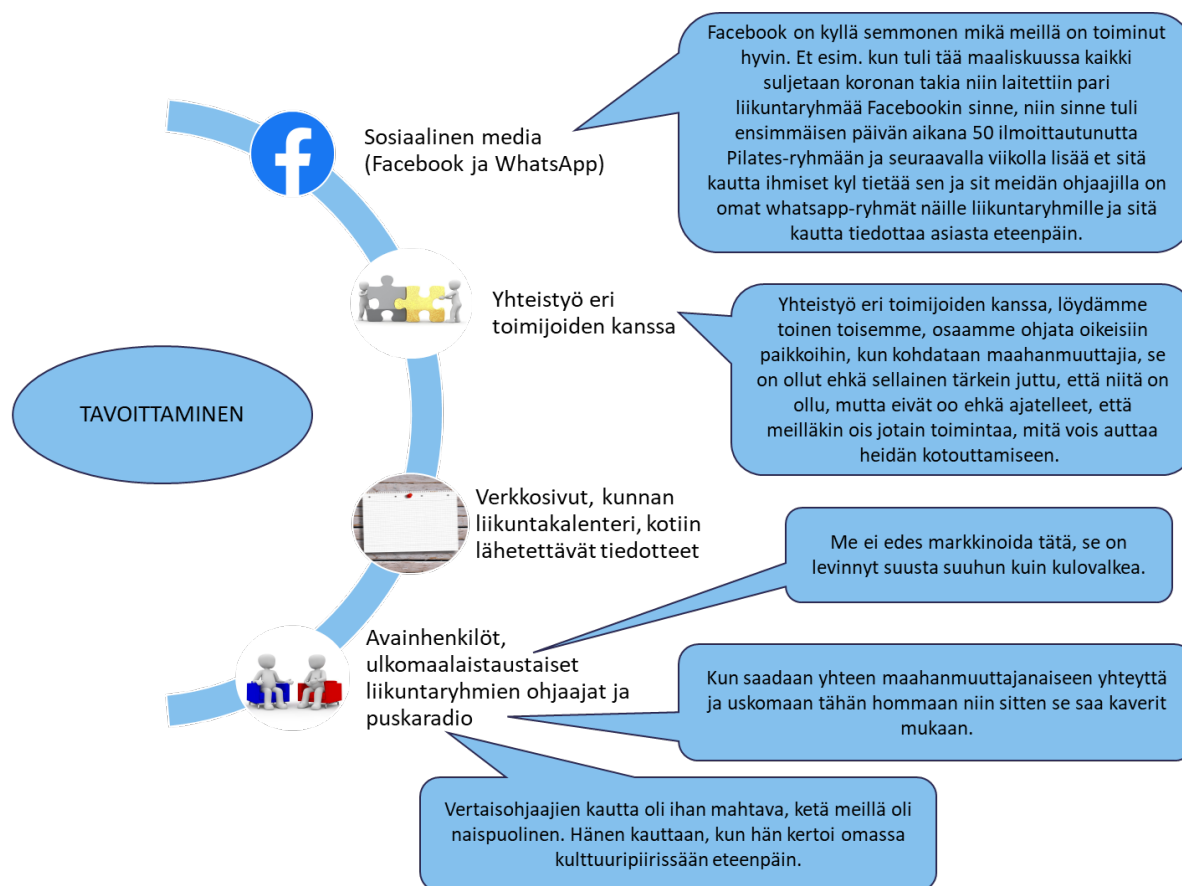 Facebook on kyllä semmonen mikä meillä on toiminut
hyvin. Et esim. kun tuli tää maaliskuussa kaikki
suljetaan koronan takia niin laitettiin pari
liikuntaryhmää Facebookin sinne, niin sinne tuli
ensimmäisen päivän aikana 50 ilmoittautunutta
Pilates-ryhmään ja seuraavalla viikolla lisää et sitä
kautta ihmiset kyl tietää sen ja sit meidän ohjaajilla on
omat whatsapp-ryhmät näille liikuntaryhmille ja sitä
kautta tiedottaa asiasta eteenpäin.
Sosiaalinen media
(Facebook ja WhatsApp)
Yhteistyö eri
toimijoiden kanssa
Yhteistyö eri toimijoiden kanssa, löydämme
toinen toisemme, osaamme ohjata oikeisiin
paikkoihin, kun kohdataan maahanmuuttajia, se
on ollut ehkä sellainen tärkein juttu, että niitä on
ollu, mutta eivät oo ehkä ajatelleet, että
meilläkin ois jotain toimintaa, mitä vois auttaa
heidän kotouttamiseen.
TAVOITTAMINEN
Verkkosivut, kunnan
liikuntakalenteri, kotiin
lähetettävät tiedotteet
Me ei edes markkinoida tätä, se on
levinnyt suusta suuhun kuin kulovalkea.
Avainhenkilöt,
ulkomaalaistaustaiset
liikuntaryhmien ohjaajat ja
puskaradio
Kun saadaan yhteen maahanmuuttajanaiseen yhteyttä
ja uskomaan tähän hommaan niin sitten se saa kaverit
mukaan.
Vertaisohjaajien kautta oli ihan mahtava, ketä meillä oli
naispuolinen. Hänen kauttaan, kun hän kertoi omassa
kulttuuripiirissään eteenpäin.